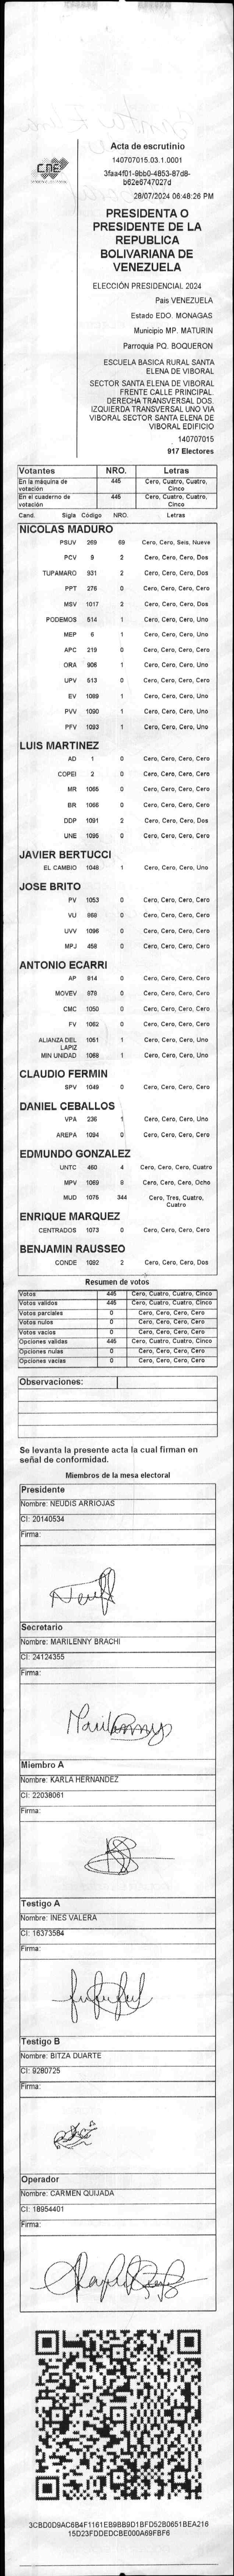 CNE
Acta de escrutinio
140707015.03.1.0001
3faa4f01-9bb0-4853-87d8-
b62e6747027d
28/07/2024 06:48:26 PM
PRESIDENTA O
PRESIDENTE DE LA
REPUBLICA
BOLIVARIANA DE
VENEZUELA
ELECCIÓN PRESIDENCIAL 2024
Pais VENEZUELA
Estado EDO. MONAGAS
Municipio MP. MATURIN
Parroquia PQ. BOQUERON
ESCUELA BASICA RURAL SANTA
ELENA DE VIBORAL
SECTOR SANTA ELENA DE VIBORAL
FRENTE CALLE PRINCIPAL.
DERECHA TRANSVERSAL DOS.
IZQUIERDA TRANSVERSAL UNO VIA
VIBORAL SECTOR SANTA ELENA DE
VIBORAL EDIFICIO
140707015
917 Electores
Votantes NRO. Letras
En la máquina de votación 445 Cero, Cuatro, Cuatro, Cinco
En el cuaderno de votación 445 Cero, Cuatro, Cuatro, Cinco
Cand. Sigla Código NRO. Letras
NICOLAS MADURO
PSUV 269 69 Cero, Cero, Seis, Nueve
PCV 9 2 Cero, Cero, Cero, Dos
TUPAMARO 931 2 Cero, Cero, Cero, Dos
PPT 276 0 Cero, Cero, Cero, Cero
MSV 1017 2 Cero, Cero, Cero, Dos
PODEMOS 514 1 Cero, Cero, Cero, Uno
MEP 6 1 Cero, Cero, Cero, Uno
APC 219 0 Cero, Cero, Cero, Cero
ORA 906 1 Cero, Cero, Cero, Uno
UPV 513 0 Cero, Cero, Cero, Cero
EV 1089 1 Cero, Cero, Cero, Uno
PVV 1090 1 Cero, Cero, Cero, Uno
PFV 1093 1 Cero, Cero, Cero, Uno
LUIS MARTINEZ
AD 1 0 Cero, Cero, Cero, Cero
COPEI 2 0 Cero, Cero, Cero, Cero
MR 1065 0 Cero, Cero, Cero, Cero
BR 1066 0 Cero, Cero, Cero, Cero
DDP 1091 2 Cero, Cero, Cero, Dos
UNE 1095 0 Cero, Cero, Cero, Cero
JAVIER BERTUCCI
EL CAMBIO 1048 1 Cero, Cero, Cero, Uno
JOSE BRITO
PV 1053 0 Cero, Cero, Cero, Cero
VU 868 0 Cero, Cero, Cero, Cero
UVV 1096 0 Cero, Cero, Cero, Cero
MPJ 458 0 Cero, Cero, Cero, Cero
ANTONIO ECARRI
AP 914 0 Cero, Cero, Cero, Cero
MOVEV 978 0 Cero, Cero, Cero, Cero
CMC 1050 0 Cero, Cero, Cero, Cero
FV 1062 0 Cero, Cero, Cero, Cero
ALIANZA DEL LAPIZ 1051 1 Cero, Cero, Cero, Uno
MIN UNIDAD 1088 1 Cero, Cero, Cero, Uno
CLAUDIO FERMIN
SPV 1049 0 Cero, Cero, Cero, Cero
DANIEL CEBALLOS
VPA 236 1 Cero, Cero, Cero, Uno
AREPA 1094 0 Cero, Cero, Cero, Cero
EDMUNDO GONZALEZ
UNTC 460 4 Cero, Cero, Cero, Cuatro
MPV 1069 8 Cero, Cero, Cero, Ocho
MUD 1075 344 Cero, Tres, Cuatro, Cuatro
ENRIQUE MARQUEZ
CENTRADOS 1073 0 Cero, Cero, Cero, Cero
BENJAMIN RAUSSEO
CONDE 1092 2 Cero, Cero, Cero, Dos
Resumen de votos
Votos 445 Cero, Cuatro, Cuatro, Cinco
Votos validos 445 Cero, Cuatro, Cuatro, Cinco
Votos parciales 0 Cero, Cero, Cero, Cero
Votos nulos 0 Cero, Cero, Cero, Cero
Votos vacios 0 Cero, Cero, Cero, Cero
Opciones validas 445 Cero, Cuatro, Cuatro, Cinco
Opciones nulas 0 Cero, Cero, Cero, Cero
Opciones vacias 0 Cero, Cero, Cero, Cero
Observaciones:
Se levanta la presente acta la cual firman en
señal de conformidad.
Miembros de la mesa electoral
Presidente
Nombre: NEUDIS ARRIOJAS
CI: 20140534
Firma:
Secretario
Nombre: MARILENNY BRACHI
CI: 24124355
Firma:
Marilenny
Miembro A
Nombre: KARLA HERNANDEZ
CI: 22038061
Firma:
Testigo A
Nombre: INES VALERA
CI: 16373584
Firma:
Testigo B
Nombre: BITZA DUARTE
CI: 9280725
Firma:
Operador
Nombre: CARMEN QUIJADA
CI: 18954401
Firma:
3CBD0D9AC6B4F1161EB9BB9D1BFD52B0651BEA216
15D23FDDEDCBE000A69FBF6